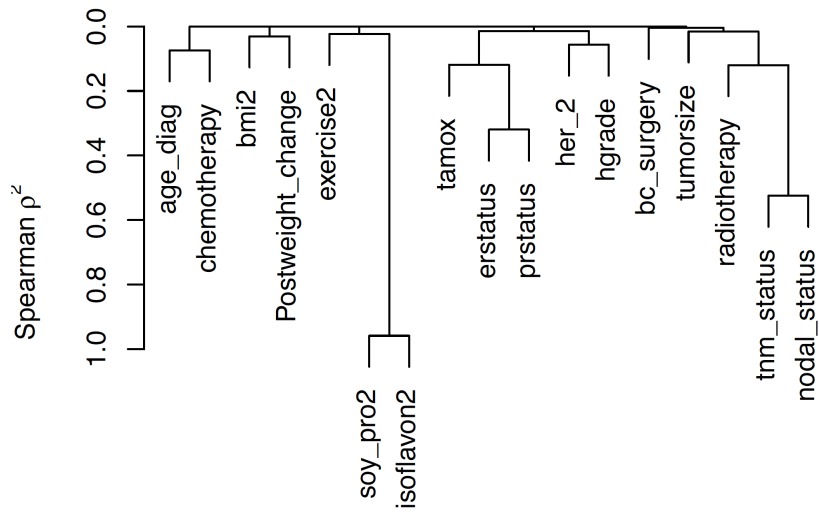 Spearman ρ²
0.0
0.2
0.4
0.6
0.8
1.0
age_diag
chemotherapy
bmi2
Postweight_change
exercise2
soy_pro2
isoflavon2
tamox
erstatus
prstatus
her_2
hgrade
bc_surgery
tumorsize
radiotherapy
tnm_status
nodal_status